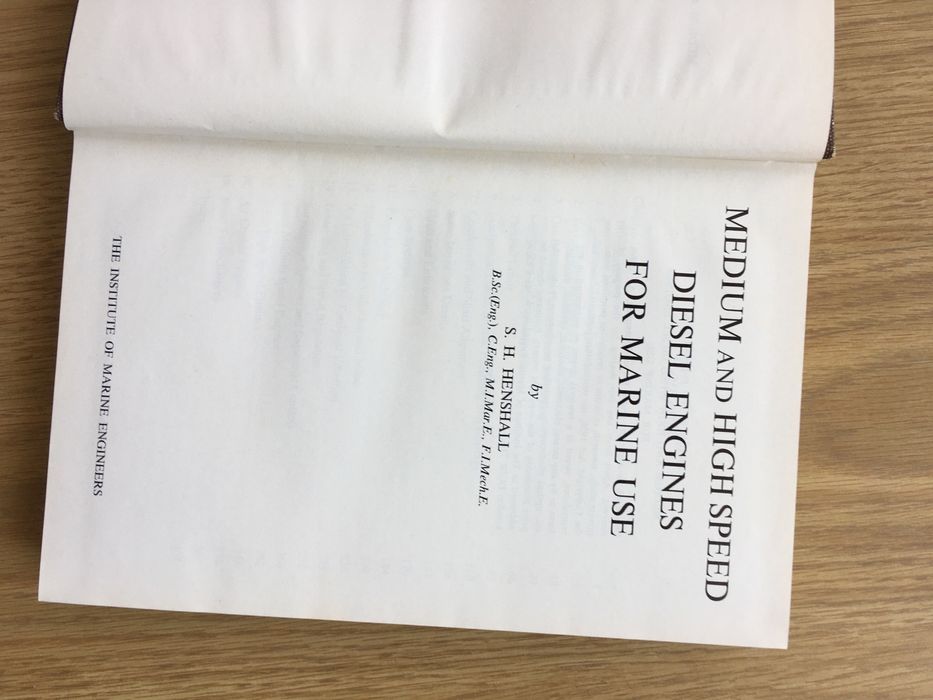 MEDIUM AND HIGH SPEED
DIESEL ENGINES
FOR MARINE USE
by
S. H. HENSHALL
B.Sc.(Eng.), C.Eng., M.I.Mar.E., F.I.Mech.E.
THE INSTITUTE OF MARINE ENGINEERS